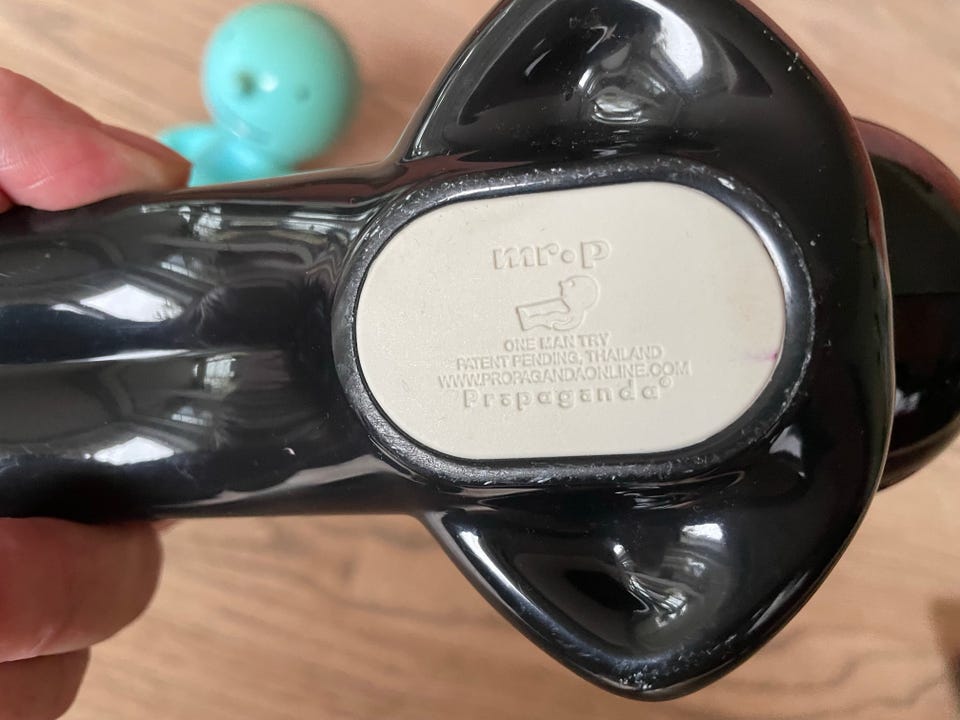 mr. p
ONE MAN TRY
PATENT PENDING, THAILAND
WWW.PROPAGANDAONLINE.COM
Propaganda®